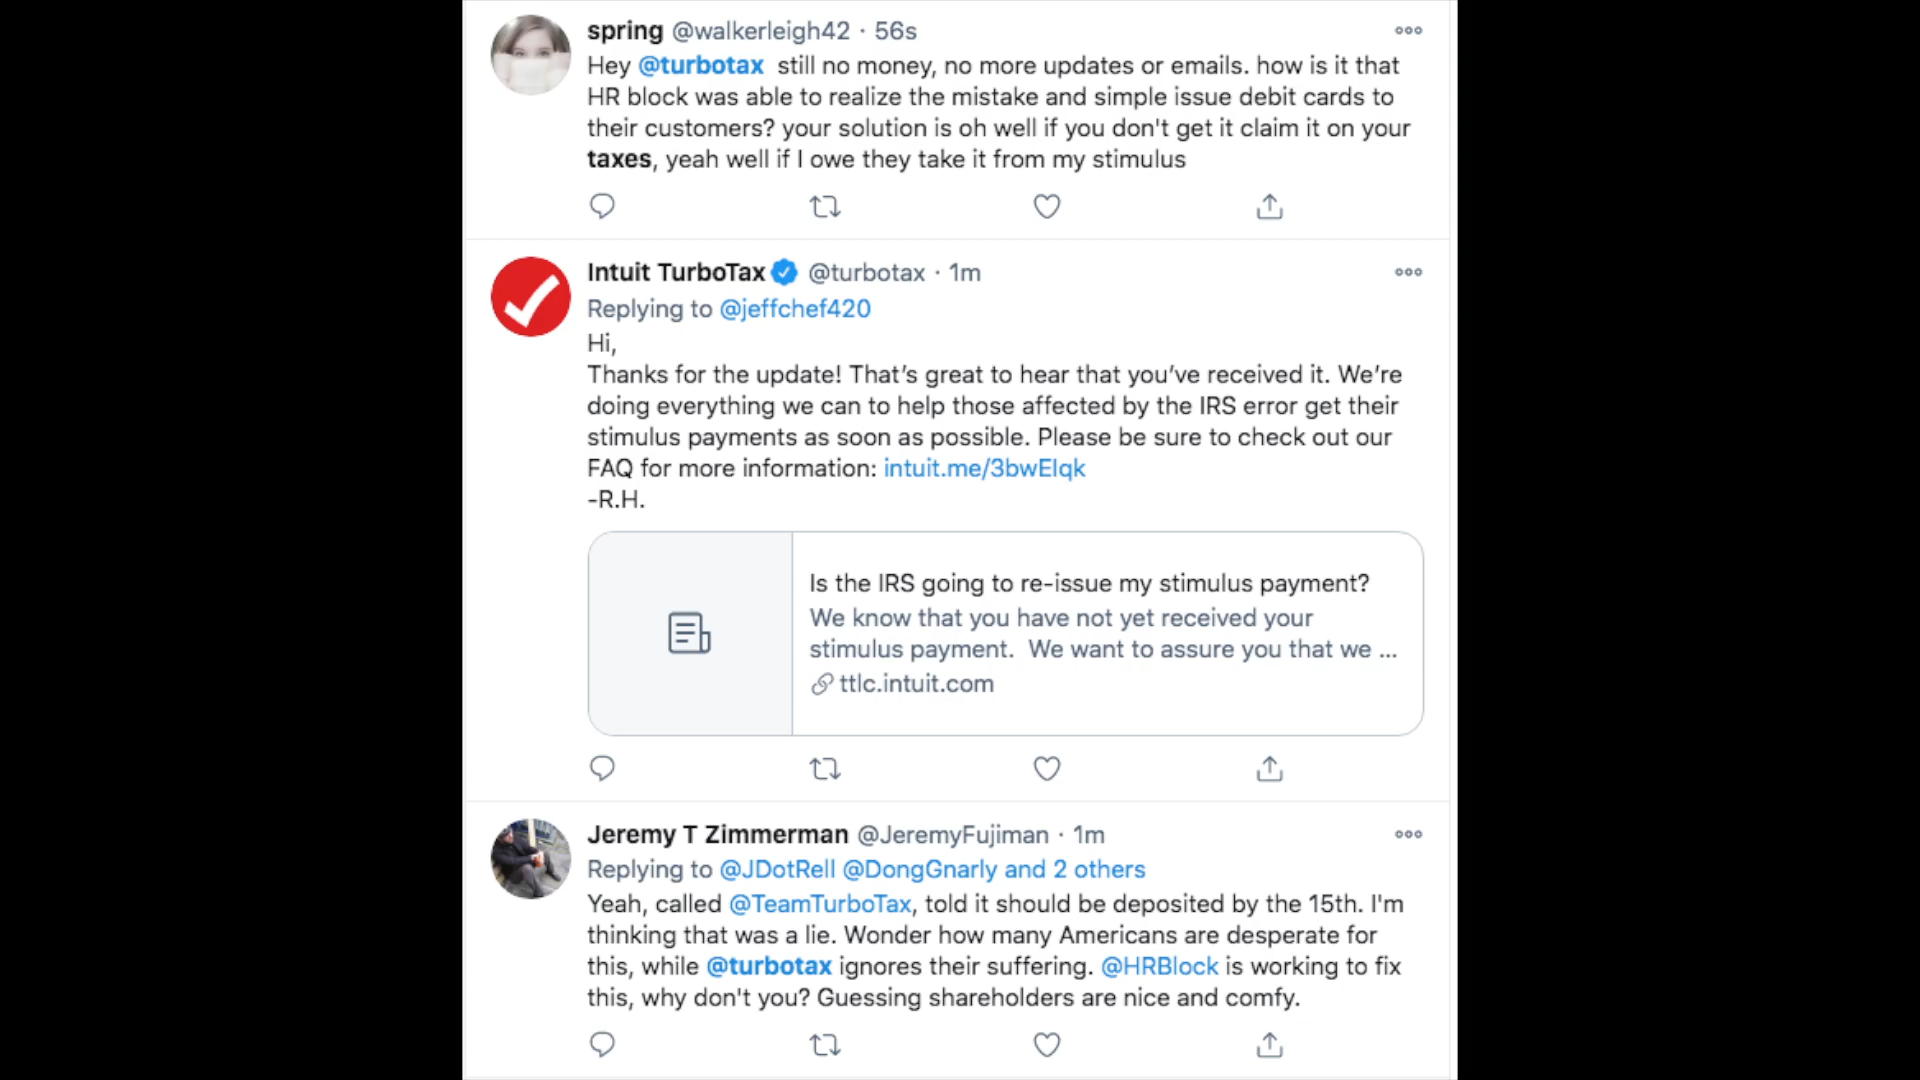 spring @walkerleigh42 · 56s
Hey @turbotax  still no money, no more updates or emails. how is it that
HR block was able to realize the mistake and simple issue debit cards to
their customers? your solution is oh well if you don't get it claim it on your
taxes, yeah well if I owe they take it from my stimulus
Intuit TurboTax @turbotax · 1m
Replying to @jeffchef420
Hi,
Thanks for the update! That’s great to hear that you’ve received it. We’re
doing everything we can to help those affected by the IRS error get their
stimulus payments as soon as possible. Please be sure to check out our
FAQ for more information: intuit.me/3bwEIqk
-R.H.
Is the IRS going to re-issue my stimulus payment?
We know that you have not yet received your
stimulus payment.  We want to assure you that we ...
ttlc.intuit.com
Jeremy T Zimmerman @JeremyFujiman · 1m
Replying to @JDotRell @DongGnarly and 2 others
Yeah, called @TeamTurboTax, told it should be deposited by the 15th. I'm
thinking that was a lie. Wonder how many Americans are desperate for
this, while @turbotax ignores their suffering. @HRBlock is working to fix
this, why don't you? Guessing shareholders are nice and comfy.